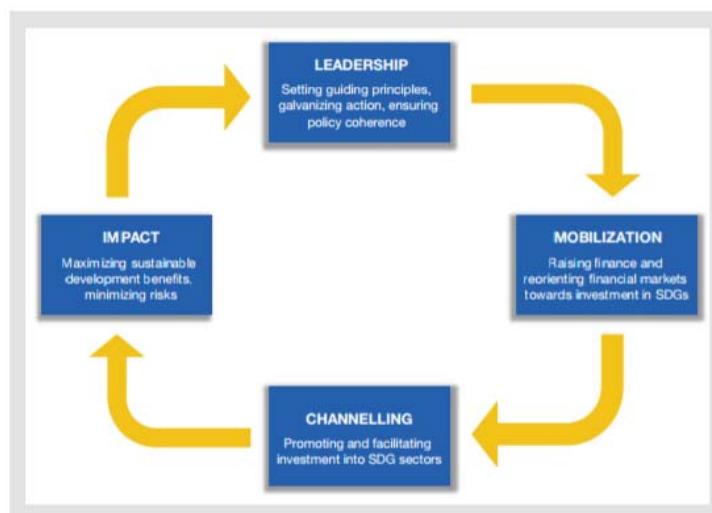 LEADERSHIP
Setting guiding principles,
galvanizing action, ensuring
policy coherence
IMPACT
Maximizing sustainable
development benefits,
minimizing risks
MOBILIZATION
Raising finance and
reorienting financial markets
towards investment in SDGs
CHANNELLING
Promoting and facilitating
investment into SDG sectors